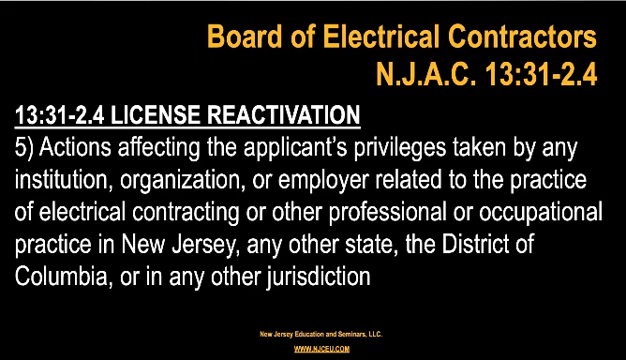 Board of Electrical Contractors
N.J.A.C. 13:31-2.4
13:31-2.4 LICENSE REACTIVATION
5) Actions affecting the applicant's privileges taken by any
institution, organization, or employer related to the practice
of electrical contracting or other professional or occupational
practice in New Jersey, any other state, the District of
Columbia, or in any other jurisdiction
New Jersey Education and Seminars, LLC.
WWW.NJCEU.COM